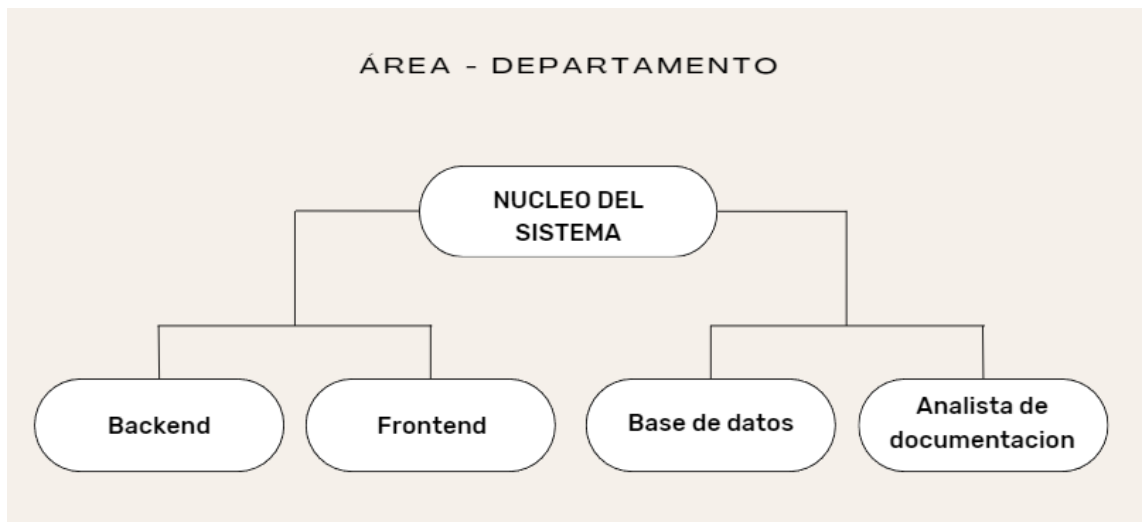 ÁREA - DEPARTAMENTO
NUCLEO DEL
SISTEMA
Backend
Frontend
Base de datos
Analista de
documentacion